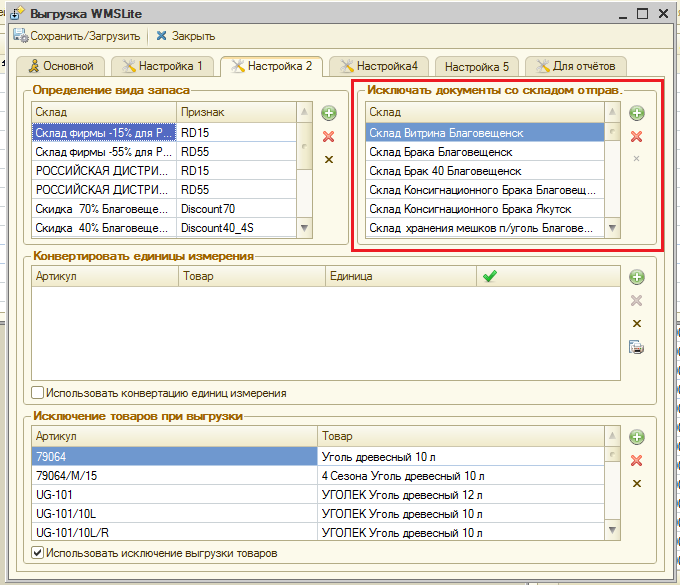 Выгрузка WMSLite
Сохранить/Загрузить Закрыть
Основной Настройка 1 Настройка 2 Настройка4 Настройка 5 Для отчётов
Определение вида запаса
Склад Признак
Склад фирмы -15% для Р... RD15
Склад фирмы -55% для Р... RD55
РОССИЙСКАЯ ДИСТРИ... RD15
РОССИЙСКАЯ ДИСТРИ... RD55
Скидка 70% Благовеще... Discount70
Скидка 40% Благовеще... Discount40_4S
Исключать документы со складом отправ.
Склад
Склад Витрина Благовещенск
Склад Брака Благовещенск
Склад Брак 40 Благовещенск
Склад Консигнационного Брака Благовещ...
Склад Консигнационного Брака Якутск
Склад хранения мешков п/уголь Благове...
Конвертировать единицы измерения
Артикул Товар Единица
Использовать конвертацию единиц измерения
Исключение товаров при выгрузки
Артикул Товар
79064 Уголь древесный 10 л
79064/M/15 4 Сезона Уголь древесный 10 л
UG-101 УГОЛЕК Уголь древесный 12 л
UG-101/10L УГОЛЕК Уголь древесный 10 л
UG-101/10L/R УГОЛЕК Уголь древесный 10 л
Использовать исключение выгрузки товаров